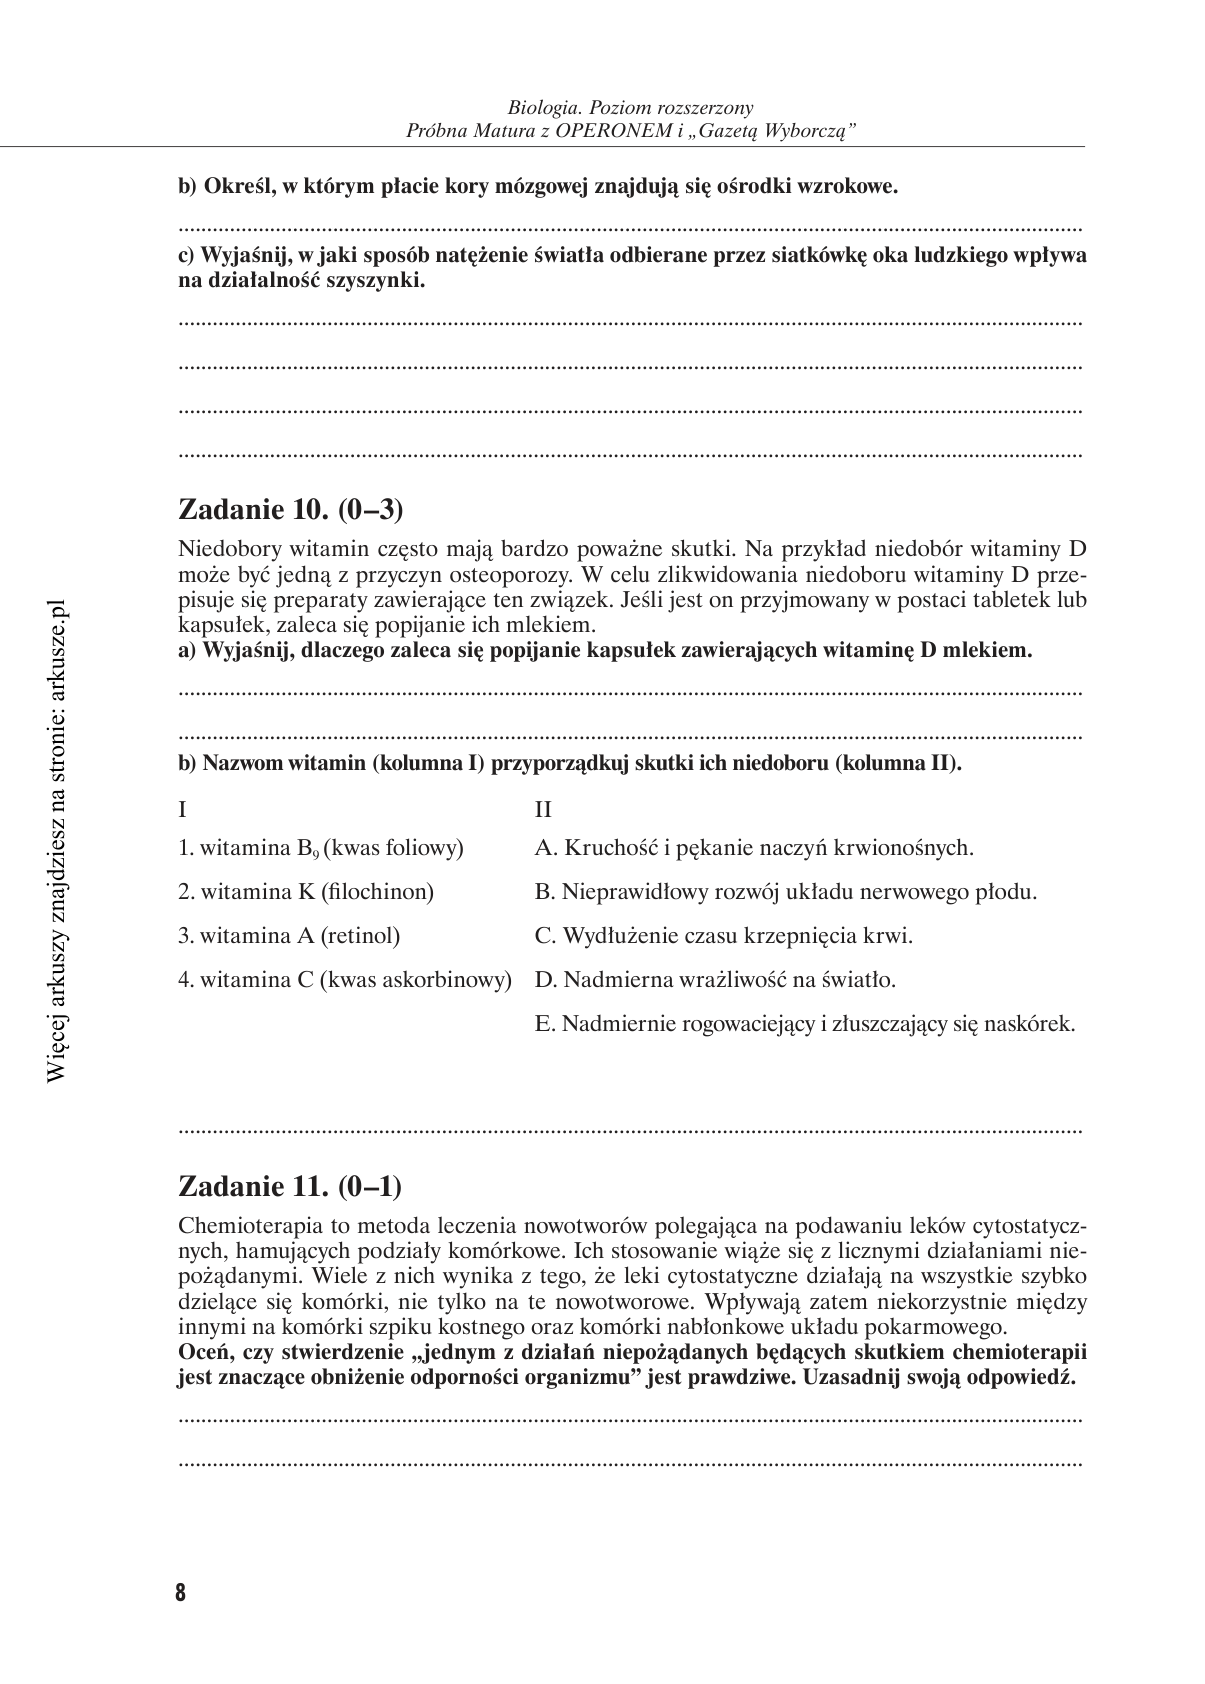 Biologia. Poziom rozszerzony
Próbna Matura z OPERONEM i „Gazetą Wyborczą”
b) Określ, w którym płacie kory mózgowej znajdują się ośrodki wzrokowe.
c) Wyjaśnij, w jaki sposób natężenie światła odbierane przez siatkówkę oka ludzkiego wpływa
na działalność szyszynki.
Zadanie 10. (0–3)
Niedobory witamin często mają bardzo poważne skutki. Na przykład niedobór witaminy D
może być jedną z przyczyn osteoporozy. W celu zlikwidowania niedoboru witaminy D prze-
pisuje się preparaty zawierające ten związek. Jeśli jest on przyjmowany w postaci tabletek lub
kapsułek, zaleca się popijanie ich mlekiem.
a) Wyjaśnij, dlaczego zaleca się popijanie kapsułek zawierających witaminę D mlekiem.
b) Nazwom witamin (kolumna I) przyporządkuj skutki ich niedoboru (kolumna II).
I II
1. witamina B₉ (kwas foliowy) A. Kruchość i pękanie naczyń krwionośnych.
2. witamina K (filochinon) B. Nieprawidłowy rozwój układu nerwowego płodu.
3. witamina A (retinol) C. Wydłużenie czasu krzepnięcia krwi.
4. witamina C (kwas askorbinowy) D. Nadmierna wrażliwość na światło.
E. Nadmiernie rogowaciejący i złuszczający się naskórek.
Zadanie 11. (0–1)
Chemioterapia to metoda leczenia nowotworów polegająca na podawaniu leków cytostatycz-
nych, hamujących podziały komórkowe. Ich stosowanie wiąże się z licznymi działaniami nie-
pożądanymi. Wiele z nich wynika z tego, że leki cytostatyczne działają na wszystkie szybko
dzielące się komórki, nie tylko na te nowotworowe. Wpływają zatem niekorzystnie między
innymi na komórki szpiku kostnego oraz komórki nabłonkowe układu pokarmowego.
Oceń, czy stwierdzenie „jednym z działań niepożądanych będących skutkiem chemioterapii
jest znaczące obniżenie odporności organizmu” jest prawdziwe. Uzasadnij swoją odpowiedź.
8
Więcej arkuszy znajdziesz na stronie: arkusze.pl